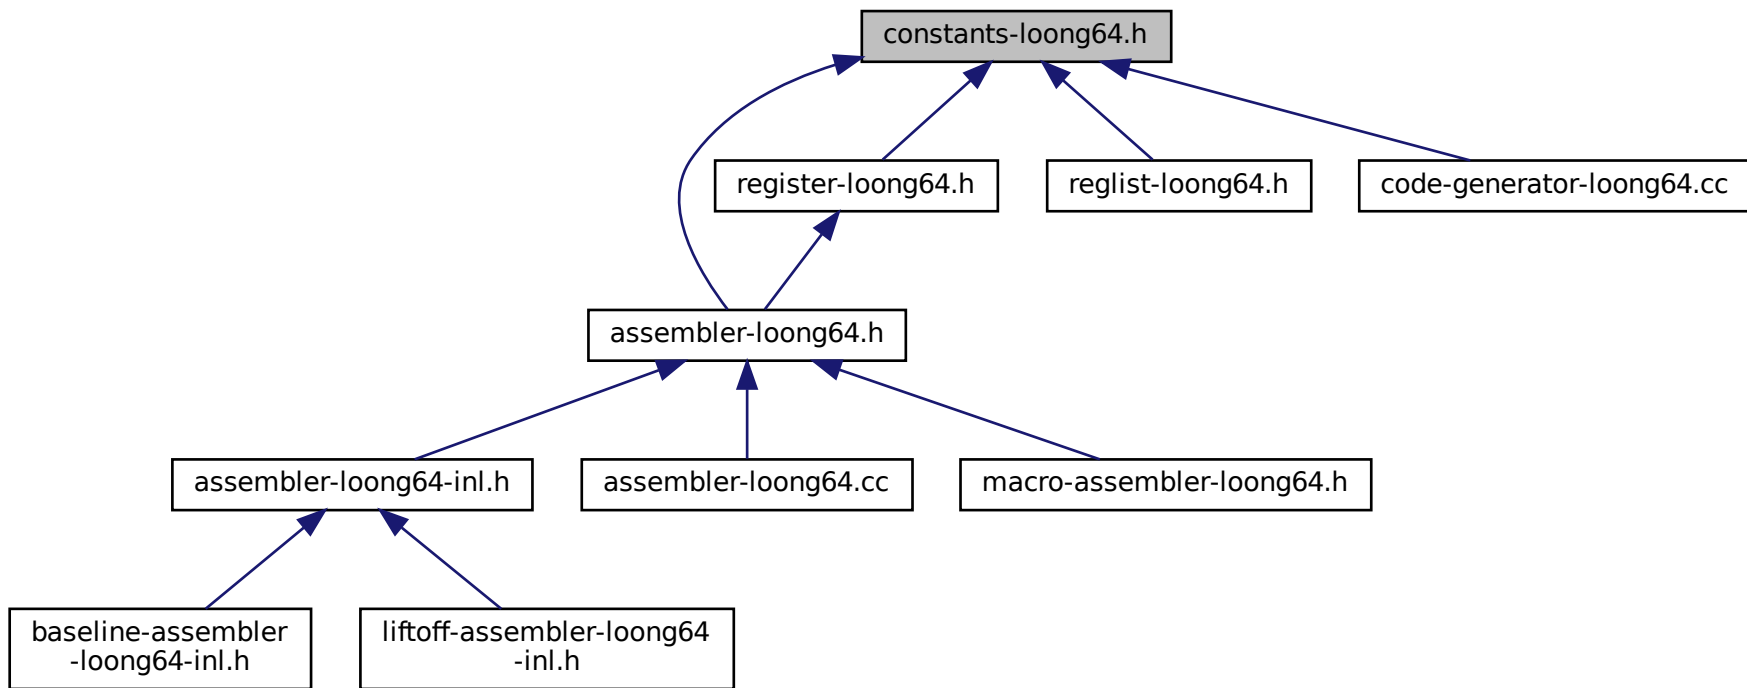 constants-loong64.h
register-loong64.h
reglist-loong64.h
code-generator-loong64.cc
assembler-loong64.h
assembler-loong64-inl.h
assembler-loong64.cc
macro-assembler-loong64.h
baseline-assembler
-loong64-inl.h
liftoff-assembler-loong64
-inl.h